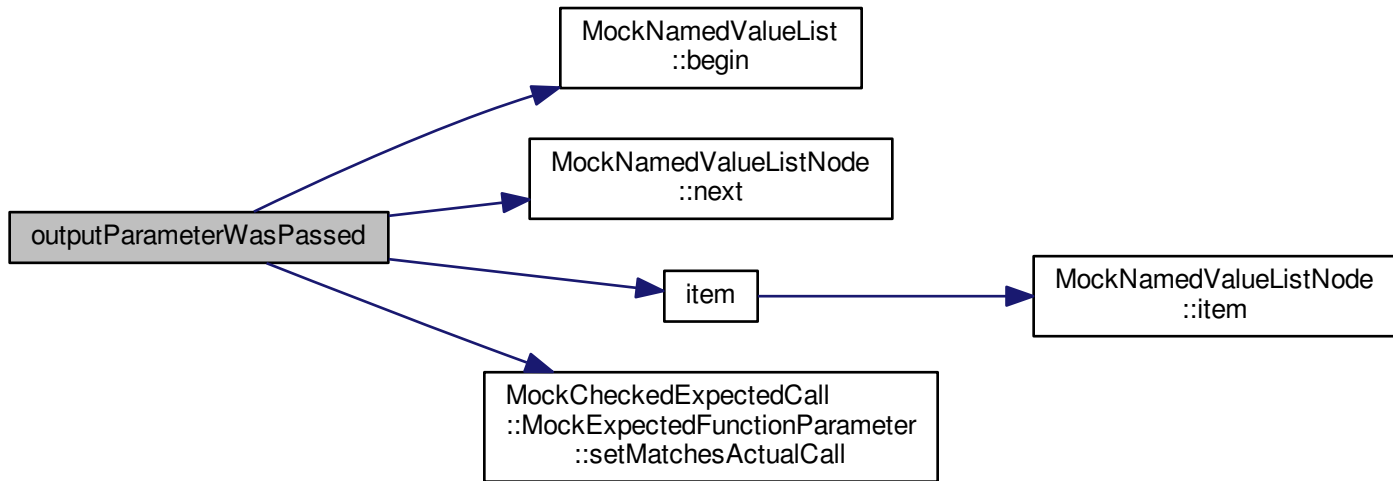 MockNamedValueList
::begin
MockNamedValueListNode
::next
outputParameterWasPassed
item
MockNamedValueListNode
::item
MockCheckedExpectedCall
::MockExpectedFunctionParameter
::setMatchesActualCall